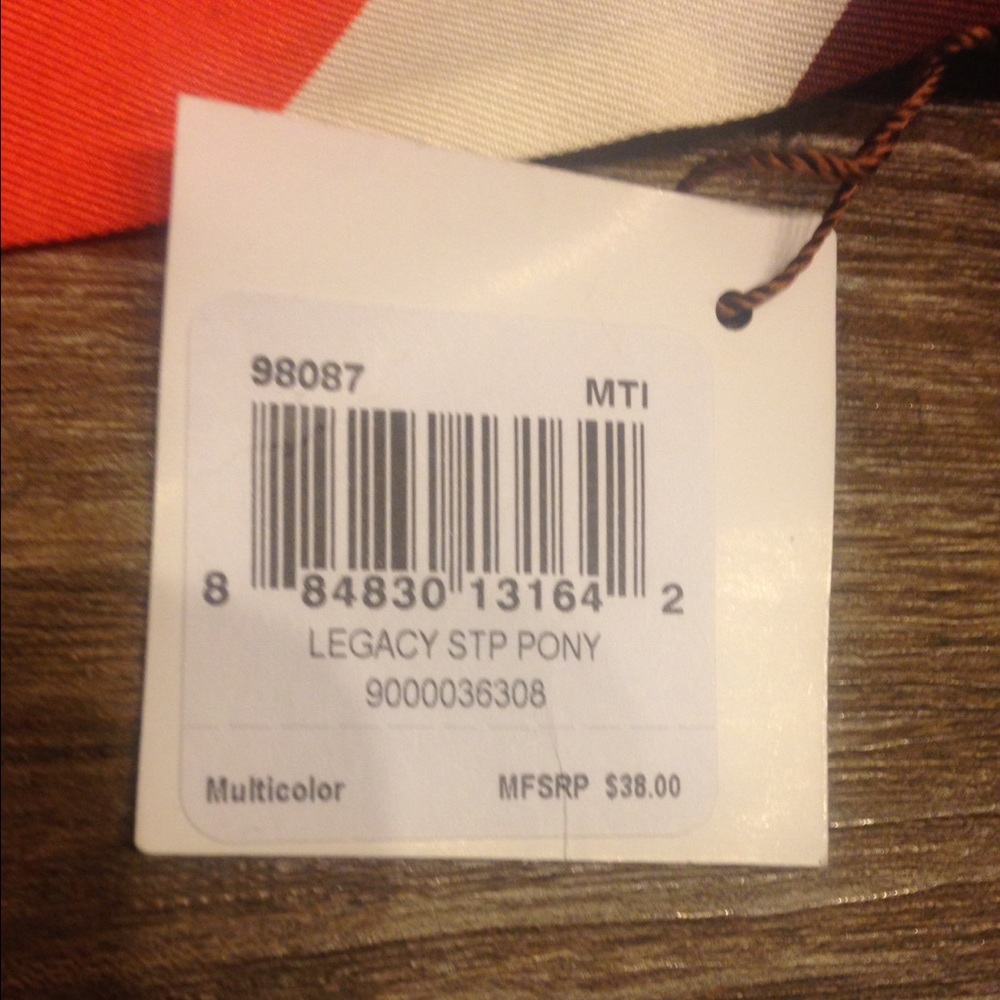 98087 MTI
8 84830 13164 2
LEGACY STP PONY
9000036308
Multicolor MFSRP $38.00